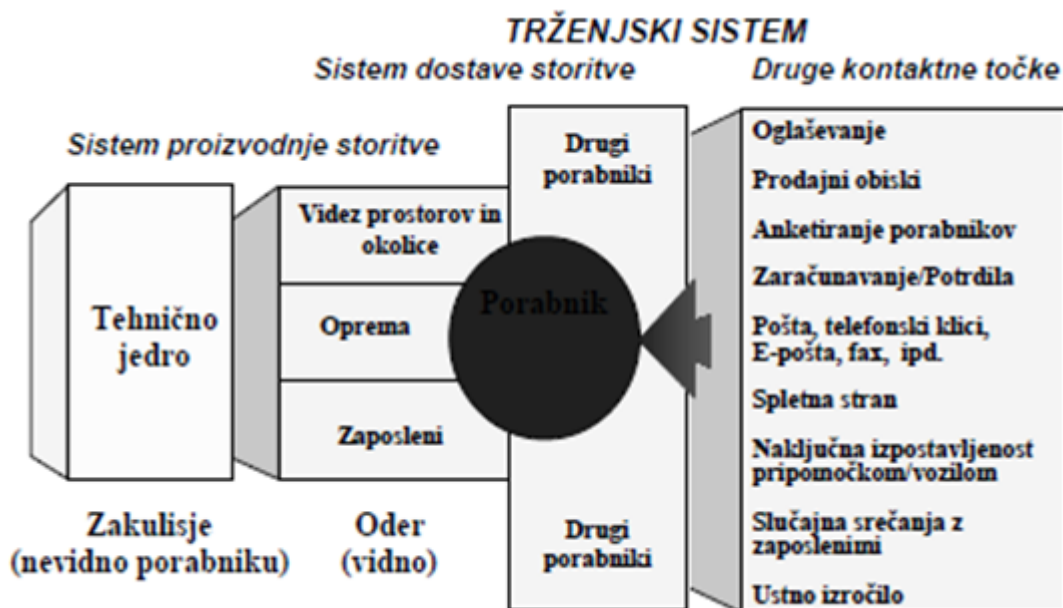 TRŽENJSKI SISTEM
Sistem dostave storitve
Druge kontaktne točke
Sistem proizvodnje storitve
Tehnično
jedro
Zakulisje
(nevidno porabniku)
Videz prostorov in
okolice
Oprema
Zaposleni
Oder
(vidno)
Drugi
porabniki
Porabnik
Drugi
porabniki
Oglaševanje
Prodajni obiski
Anketiranje porabnikov
Zaračunavanje/Potrdila
Pošta, telefonski klici,
E-pošta, fax, ipd.
Spletna stran
Naključna izpostavljenost
pripomočkom/vozilom
Slučajna srečanja z
zaposlenimi
Ustno izročilo